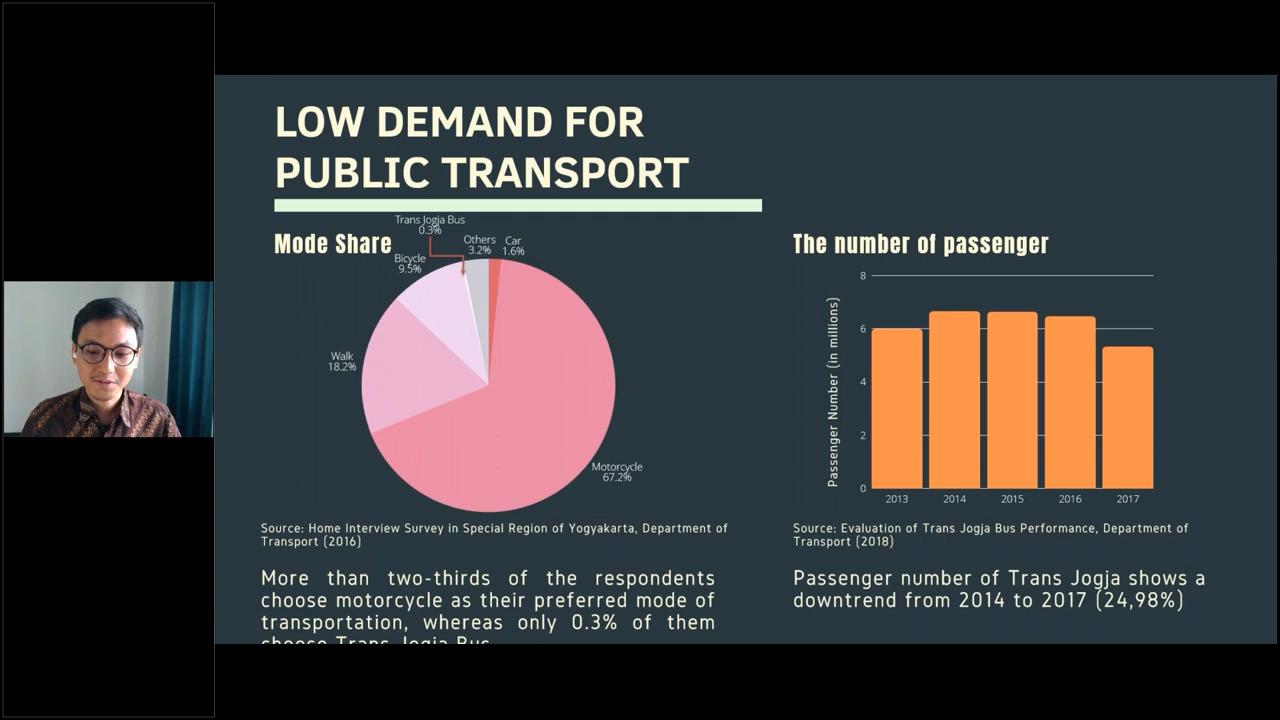 LOW DEMAND FOR
PUBLIC TRANSPORT
Mode Share
Trans Jogja Bus
0.3%
Others
3.2%
Car
1.6%
Bicycle
9.5%
Walk
18.2%
Motorcycle
67.2%
Source: Home Interview Survey in Special Region of Yogyakarta, Department of
Transport (2016)
More than two-thirds of the respondents
choose motorcycle as their preferred mode of
transportation, whereas only 0.3% of them
choose Trans Jogja Bus
The number of passenger
Passenger Number (in millions)
8
6
4
2
0
2013
2014
2015
2016
2017
Source: Evaluation of Trans Jogja Bus Performance, Department of
Transport (2018)
Passenger number of Trans Jogja shows a
downtrend from 2014 to 2017 (24,98%)